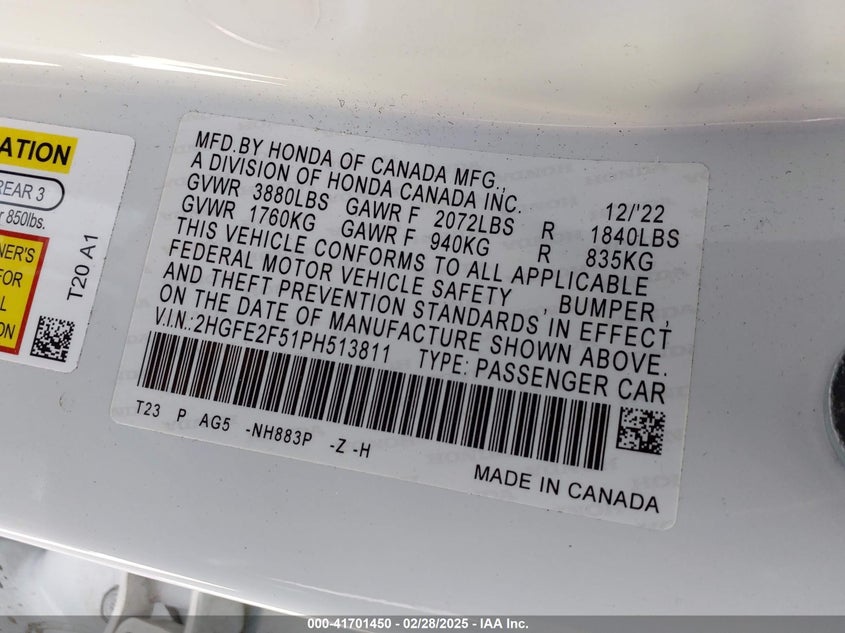 ATION
REAR 3
850lbs.
NER'S
FOR
L
ION
T20 A1
MFD.BY HONDA OF CANADA MFG.,
A DIVISION OF HONDA CANADA INC. 12/'22
GVWR 3880LBS GAWR F 2072LBS R 1840LBS
GVWR 1760KG GAWR F 940KG R 835KG
THIS VEHICLE CONFORMS TO ALL APPLICABLE
FEDERAL MOTOR VEHICLE SAFETY , BUMPER,
AND THEFT PREVENTION STANDARDS IN EFFECT
ON THE DATE OF MANUFACTURE SHOWN ABOVE.
V.I.N.:2HGFE2F51PH513811 TYPE: PASSENGER CAR
T23 P AG5 -NH883P -Z -H
MADE IN CANADA
000-41701450 - 02/28/2025 - IAA Inc.